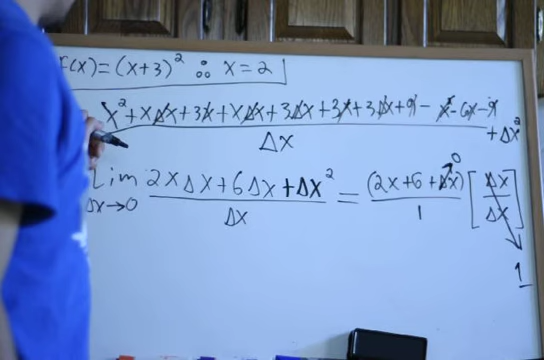 f(x) = (x+3)² ∴ x = 2
x² + xΔx + 3x + xΔx + 3Δx + 3x + 3Δx + 9 - x² - 6x - 9 + Δx²
Δx
lim 2xΔx + 6Δx + Δx² = (2x + 6 + Δx) [Δx
Δx→0 Δx 1 Δx]
0
1